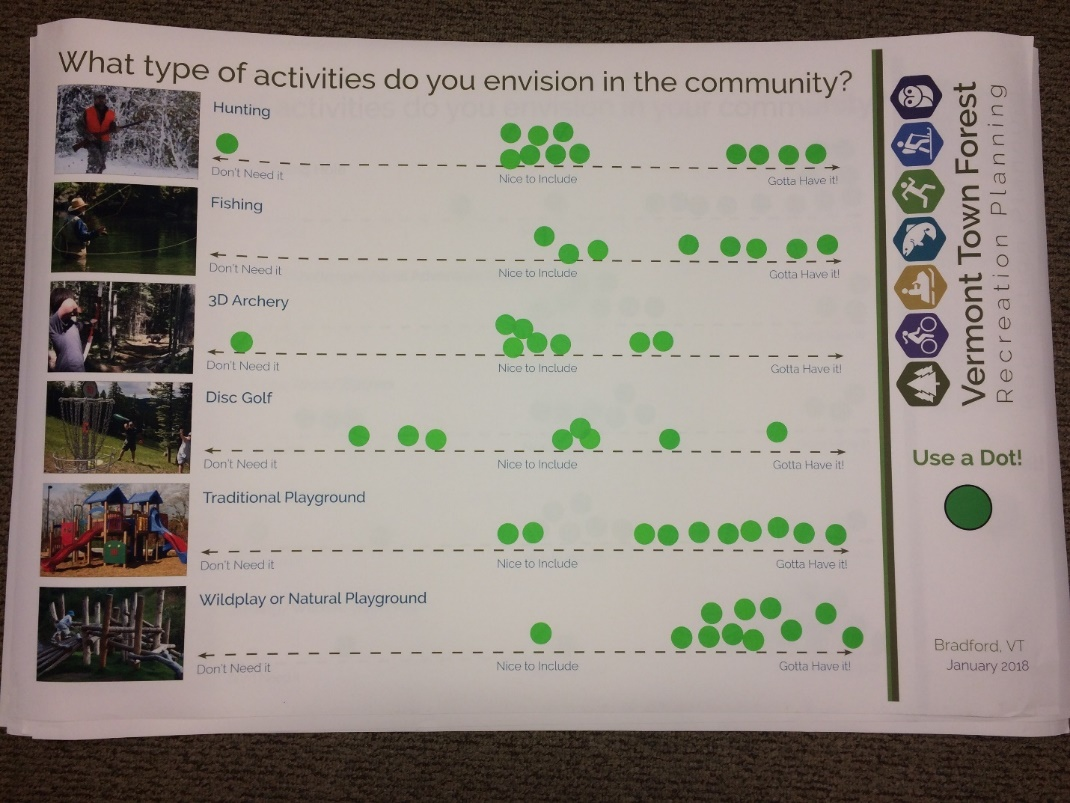 What type of activities do you envision in the community?
Hunting
Don't Need it
Nice to Include
Gotta Have it!
Fishing
Don't Need it
Nice to Include
Gotta Have it!
3D Archery
Don't Need it
Nice to Include
Gotta Have it!
Disc Golf
Don't Need it
Nice to Include
Gotta Have it!
Traditional Playground
Don't Need it
Nice to Include
Gotta Have it!
Wildplay or Natural Playground
Don't Need it
Nice to Include
Gotta Have it!
Vermont Town Forest
Recreation Planning
Use a Dot!
Bradford, VT
January 2018